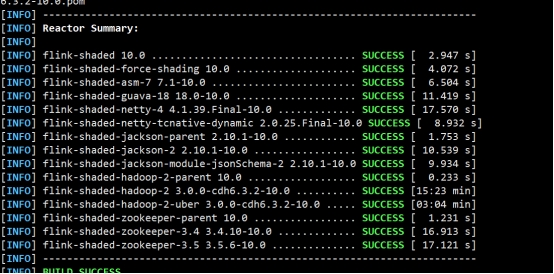 6.3.2-10.0.pom
[INFO] ------------------------------------------------------------------------
[INFO] Reactor Summary:
[INFO]
[INFO] flink-shaded 10.0 .................................. SUCCESS [  2.947 s]
[INFO] flink-shaded-force-shading 10.0 .................... SUCCESS [  4.072 s]
[INFO] flink-shaded-asm-7 7.1-10.0 ........................ SUCCESS [  6.504 s]
[INFO] flink-shaded-guava-18 18.0-10.0 .................... SUCCESS [ 11.419 s]
[INFO] flink-shaded-netty-4 4.1.39.Final-10.0 ............. SUCCESS [ 17.570 s]
[INFO] flink-shaded-netty-tcnative-dynamic 2.0.25.Final-10.0 SUCCESS [  8.932 s]
[INFO] flink-shaded-jackson-parent 2.10.1-10.0 ............ SUCCESS [  1.753 s]
[INFO] flink-shaded-jackson-2 2.10.1-10.0 ................. SUCCESS [ 10.539 s]
[INFO] flink-shaded-jackson-module-jsonSchema-2 2.10.1-10.0 SUCCESS [  9.934 s]
[INFO] flink-shaded-hadoop-2-parent 10.0 .................. SUCCESS [  0.233 s]
[INFO] flink-shaded-hadoop-2 3.0.0-cdh6.3.2-10.0 .......... SUCCESS [15:23 min]
[INFO] flink-shaded-hadoop-2-uber 3.0.0-cdh6.3.2-10.0 ..... SUCCESS [03:04 min]
[INFO] flink-shaded-zookeeper-parent 10.0 ................. SUCCESS [  1.231 s]
[INFO] flink-shaded-zookeeper-3.4 3.4.10-10.0 ............. SUCCESS [ 16.913 s]
[INFO] flink-shaded-zookeeper-3.5 3.5.6-10.0 .............. SUCCESS [ 17.121 s]
[INFO] ------------------------------------------------------------------------
[INFO] BUILD SUCCESS